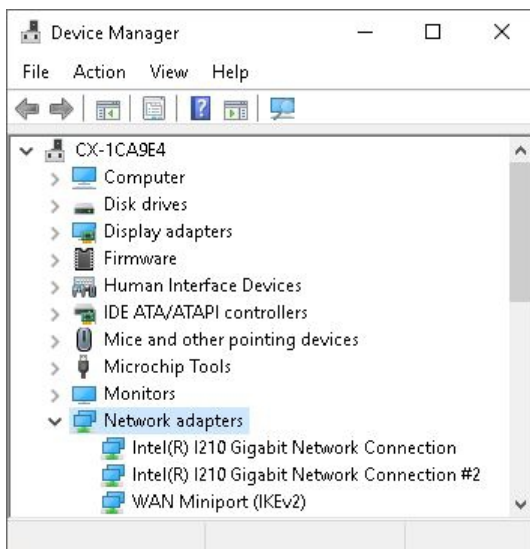 Device Manager
File Action View Help
CX-1CA9E4
Computer
Disk drives
Display adapters
Firmware
Human Interface Devices
IDE ATA/ATAPI controllers
Mice and other pointing devices
Microchip Tools
Monitors
Network adapters
Intel(R) I210 Gigabit Network Connection
Intel(R) I210 Gigabit Network Connection #2
WAN Miniport (IKEv2)